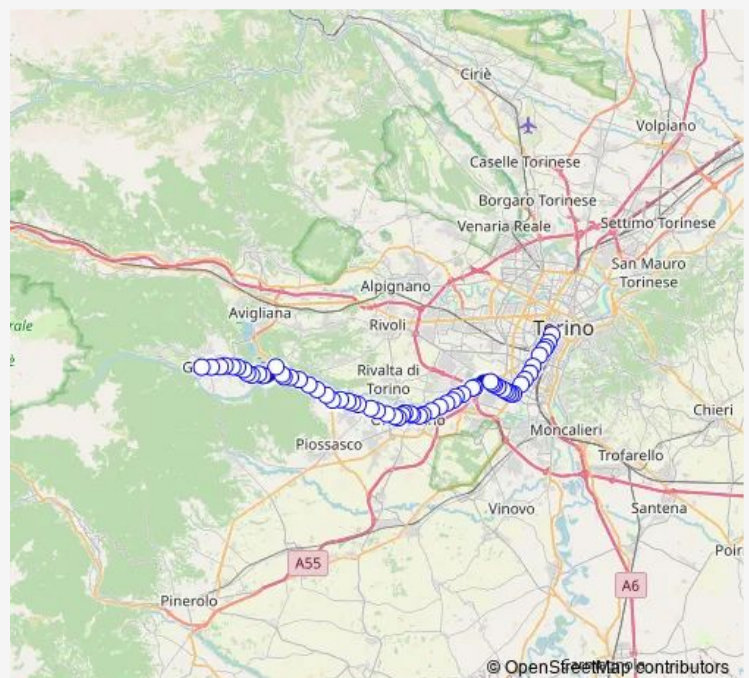 Ciriè
Volpiano
Caselle Torinese
Borgaro Torinese
Venaria Reale
Settimo Torinese
San Mauro
Torinese
Alpignano
Avigliana
Rivoli
Torino
Rivalta di
Torino
Chieri
Moncalieri
Piossasco
Trofarello
Vinovo
Santena
A55
A6
Pinerolo
© OpenStreetMap contributors